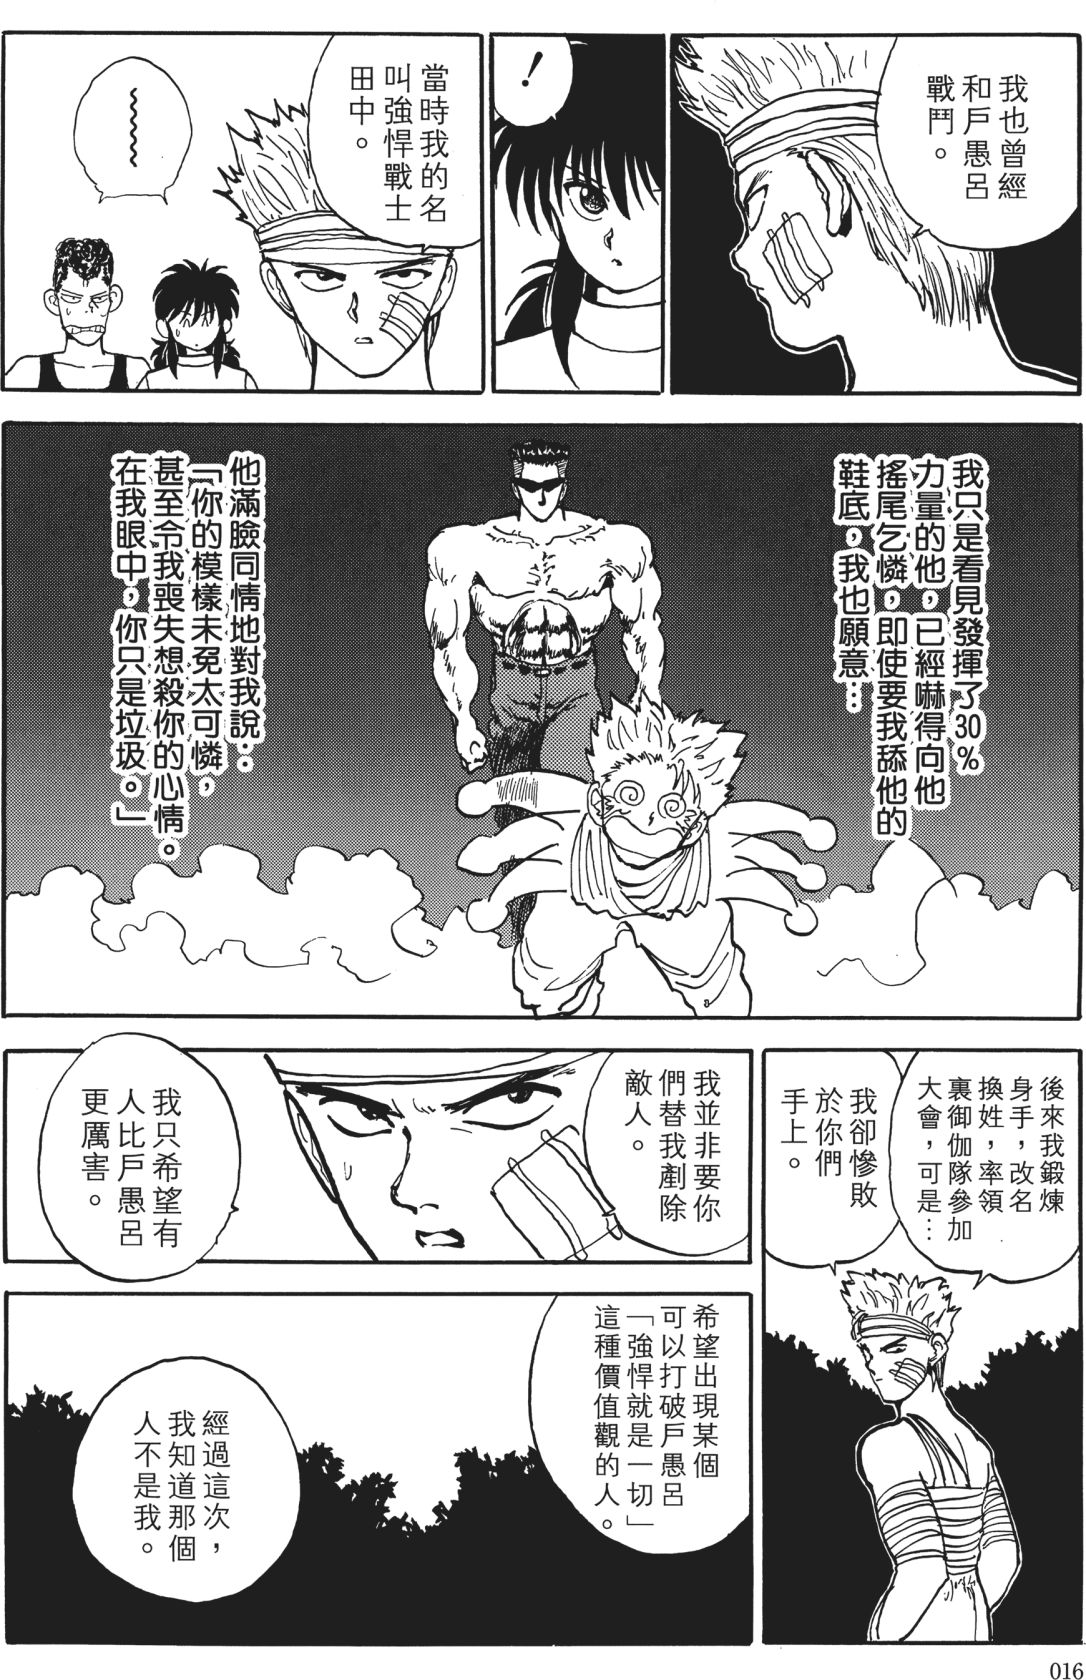 我也曾經
和戶愚呂
戰鬥。
！
當時我的名
叫強悍戰士
田中。
我只是看見發揮了30%
力量的他，已經嚇得向他
搖尾乞憐，即使要我舔他的
鞋底，我也願意…
他滿臉同情地對我說：
「你的模樣未免太可憐，
甚至令我喪失想殺你的心情。
在我眼中，你只是垃圾。」
後來我鍛煉
身手，改名
換姓，率領
裏御伽隊參加
大會，可是…
我卻慘敗
於你們
手上。
我並非要你
們替我剷除
敵人。
我只希望有
人比戶愚呂
更厲害。
希望出現某個
可以打破戶愚呂
「強悍就是一切」
這種價值觀的人。
經過這次，
我知道那個
人不是我。
016